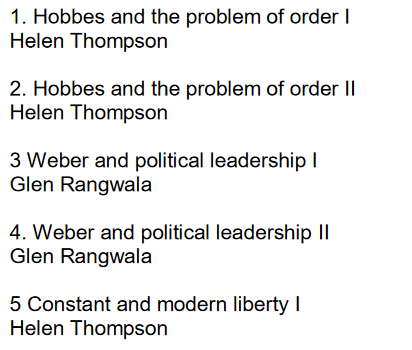 1. Hobbes and the problem of order I
Helen Thompson
2. Hobbes and the problem of order II
Helen Thompson
3 Weber and political leadership I
Glen Rangwala
4. Weber and political leadership II
Glen Rangwala
5 Constant and modern liberty I
Helen Thompson